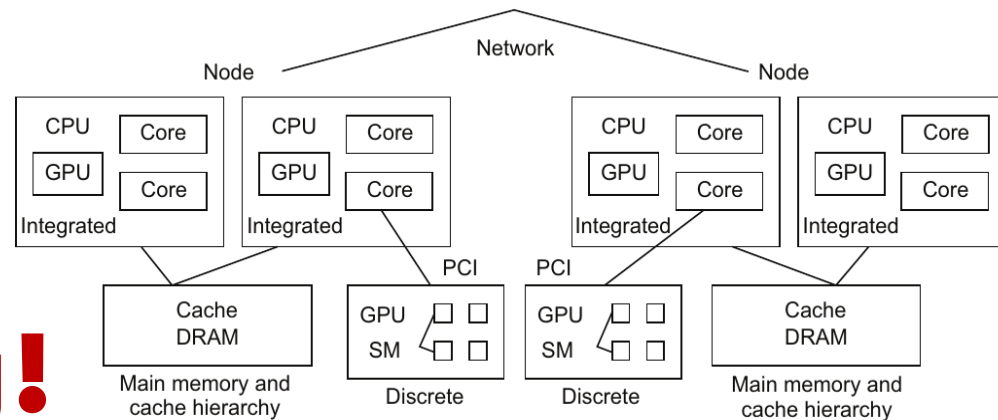 Network
Node
Node
CPU
Core
GPU
Core
Integrated
CPU
Core
GPU
Core
Integrated
CPU
Core
GPU
Core
Integrated
CPU
Core
GPU
Core
Integrated
PCI
PCI
Cache
DRAM
Main memory and
cache hierarchy
GPU
SM
Discrete
GPU
SM
Discrete
Cache
DRAM
Main memory and
cache hierarchy
!